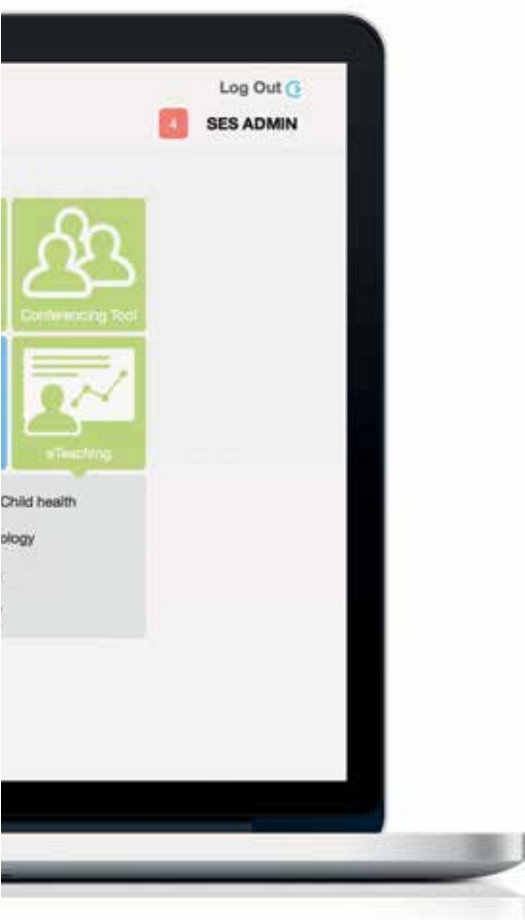 Log Out
4 SES ADMIN
Conferencing Tool
eTeaching
Child health
ology